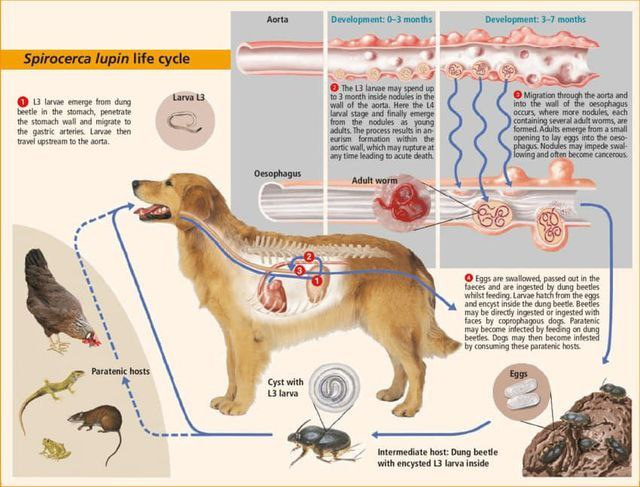 Spirocerca lupin life cycle
Aorta
Development: 0–3 months
Development: 3–7 months
1 L3 larvae emerge from dung
beetle in the stomach, penetrate
the stomach wall and migrate to
the gastric arteries. Larvae then
travel upstream to the aorta.
Larva L3
2 The L3 larvae may spend up
to 3 month inside nodules in the
wall of the aorta. Here the L4
larval stage and finally emerge
from the nodules as young
adults. The process results in an-
eurism formation within the
aortic wall, which may rupture at
any time leading to acute death.
3 Migration through the aorta and
into the wall of the oesophagus
occurs, where more nodules, each
containing several adult worms, are
formed. Adults emerge from a small
opening to lay eggs into the oeso-
phagus. Nodules may impede swal-
lowing and often become cancerous.
Oesophagus
Adult worm
2
3
1
4 Eggs are swallowed, passed out in the
faeces and are ingested by dung beetles
whilst feeding. Larvae hatch from the eggs
and encyst inside the dung beetle. Beetles
may be directly ingested or ingested with
faces by coprophagous dogs. Paratenic
may become infected by feeding on dung
beetles. Dogs may then become infested
by consuming these paratenic hosts.
Paratenic hosts
Cyst with
L3 larva
Eggs
Intermediate host: Dung beetle
with encysted L3 larva inside